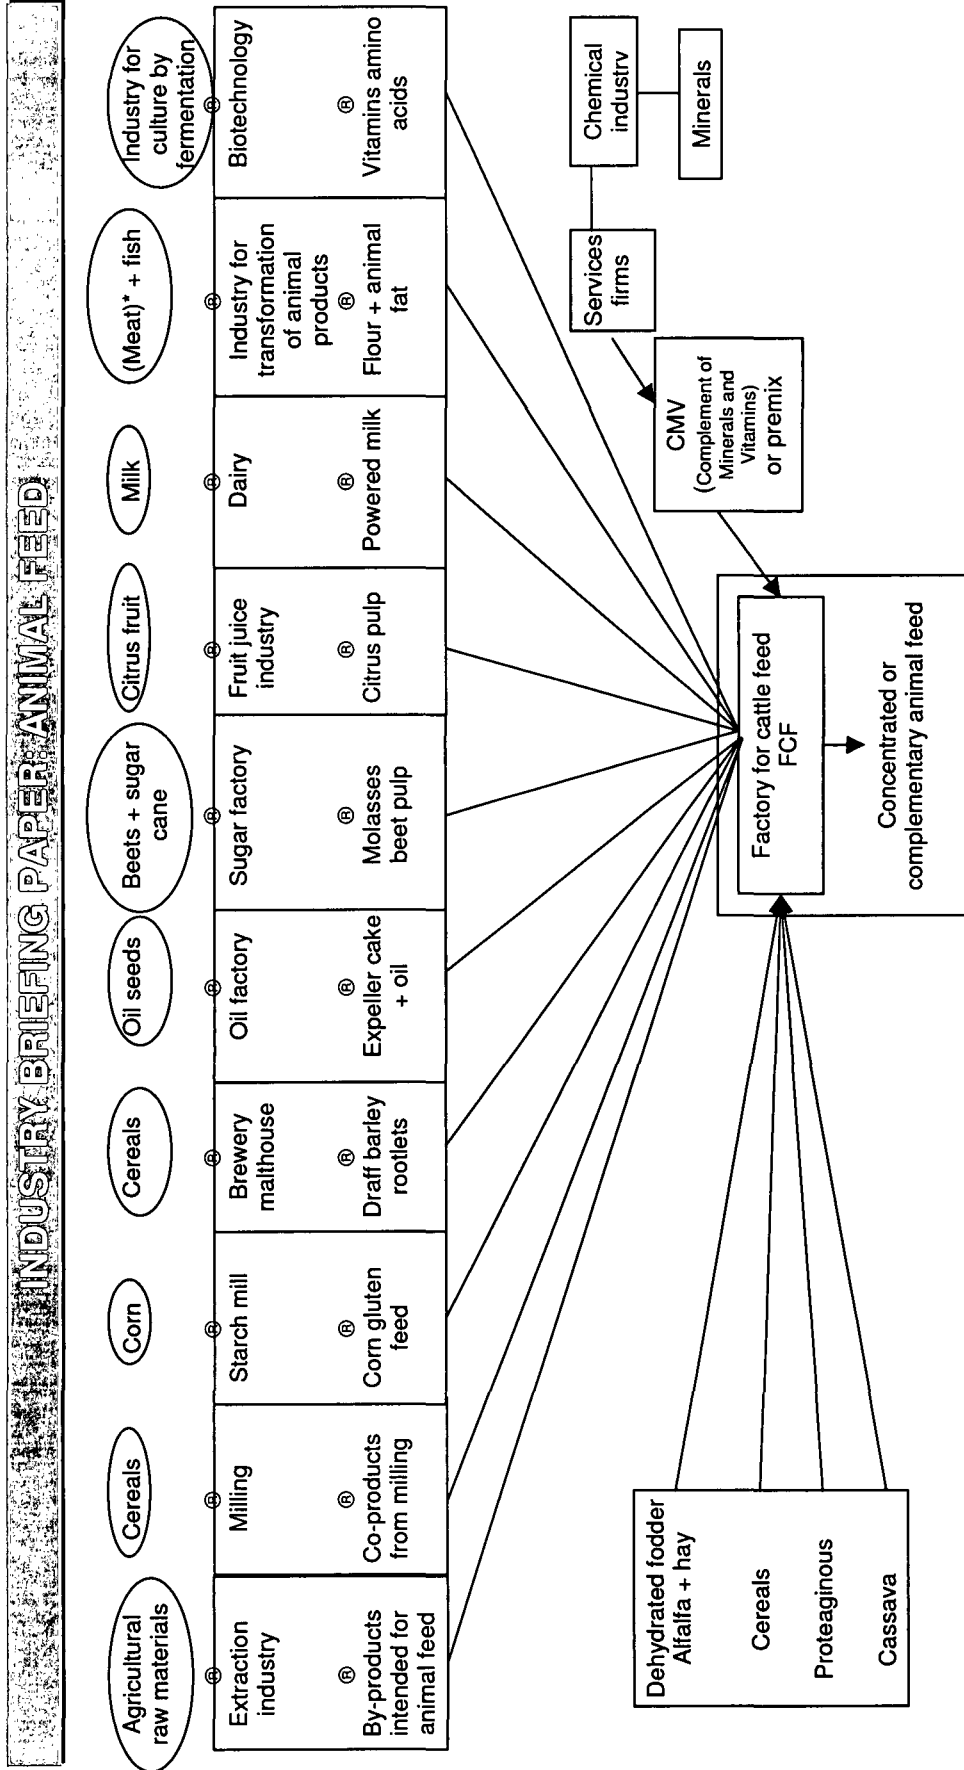 INDUSTRY BRIEFING PAPER: ANIMAL FEED
Agricultural
raw materials
Cereals
Corn
Cereals
Oil seeds
Beets + sugar
cane
Citrus fruit
Milk
(Meat)* + fish
Industry for
culture by
fermentation
®
®
®
®
®
®
®
®
®
®
Extraction
industry
Milling
Starch mill
Brewery
malthouse
Oil factory
Sugar factory
Fruit juice
industry
Dairy
Industry for
transformation
of animal
products
Biotechnology
®
®
®
®
®
®
®
®
®
®
By-products
intended for
animal feed
Co-products
from milling
Corn gluten
feed
Draff barley
rootlets
Expeller cake
+ oil
Molasses
beet pulp
Citrus pulp
Powered milk
Flour + animal
fat
Vitamins amino
acids
Chemical
industrv
Minerals
Services
firms
CMV
(Complement of
Minerals and
Vitamins)
or premix
Dehydrated fodder
Alfalfa + hay
Cereals
Proteaginous
Cassava
Factory for cattle feed
FCF
Concentrated or
complementary animal feed